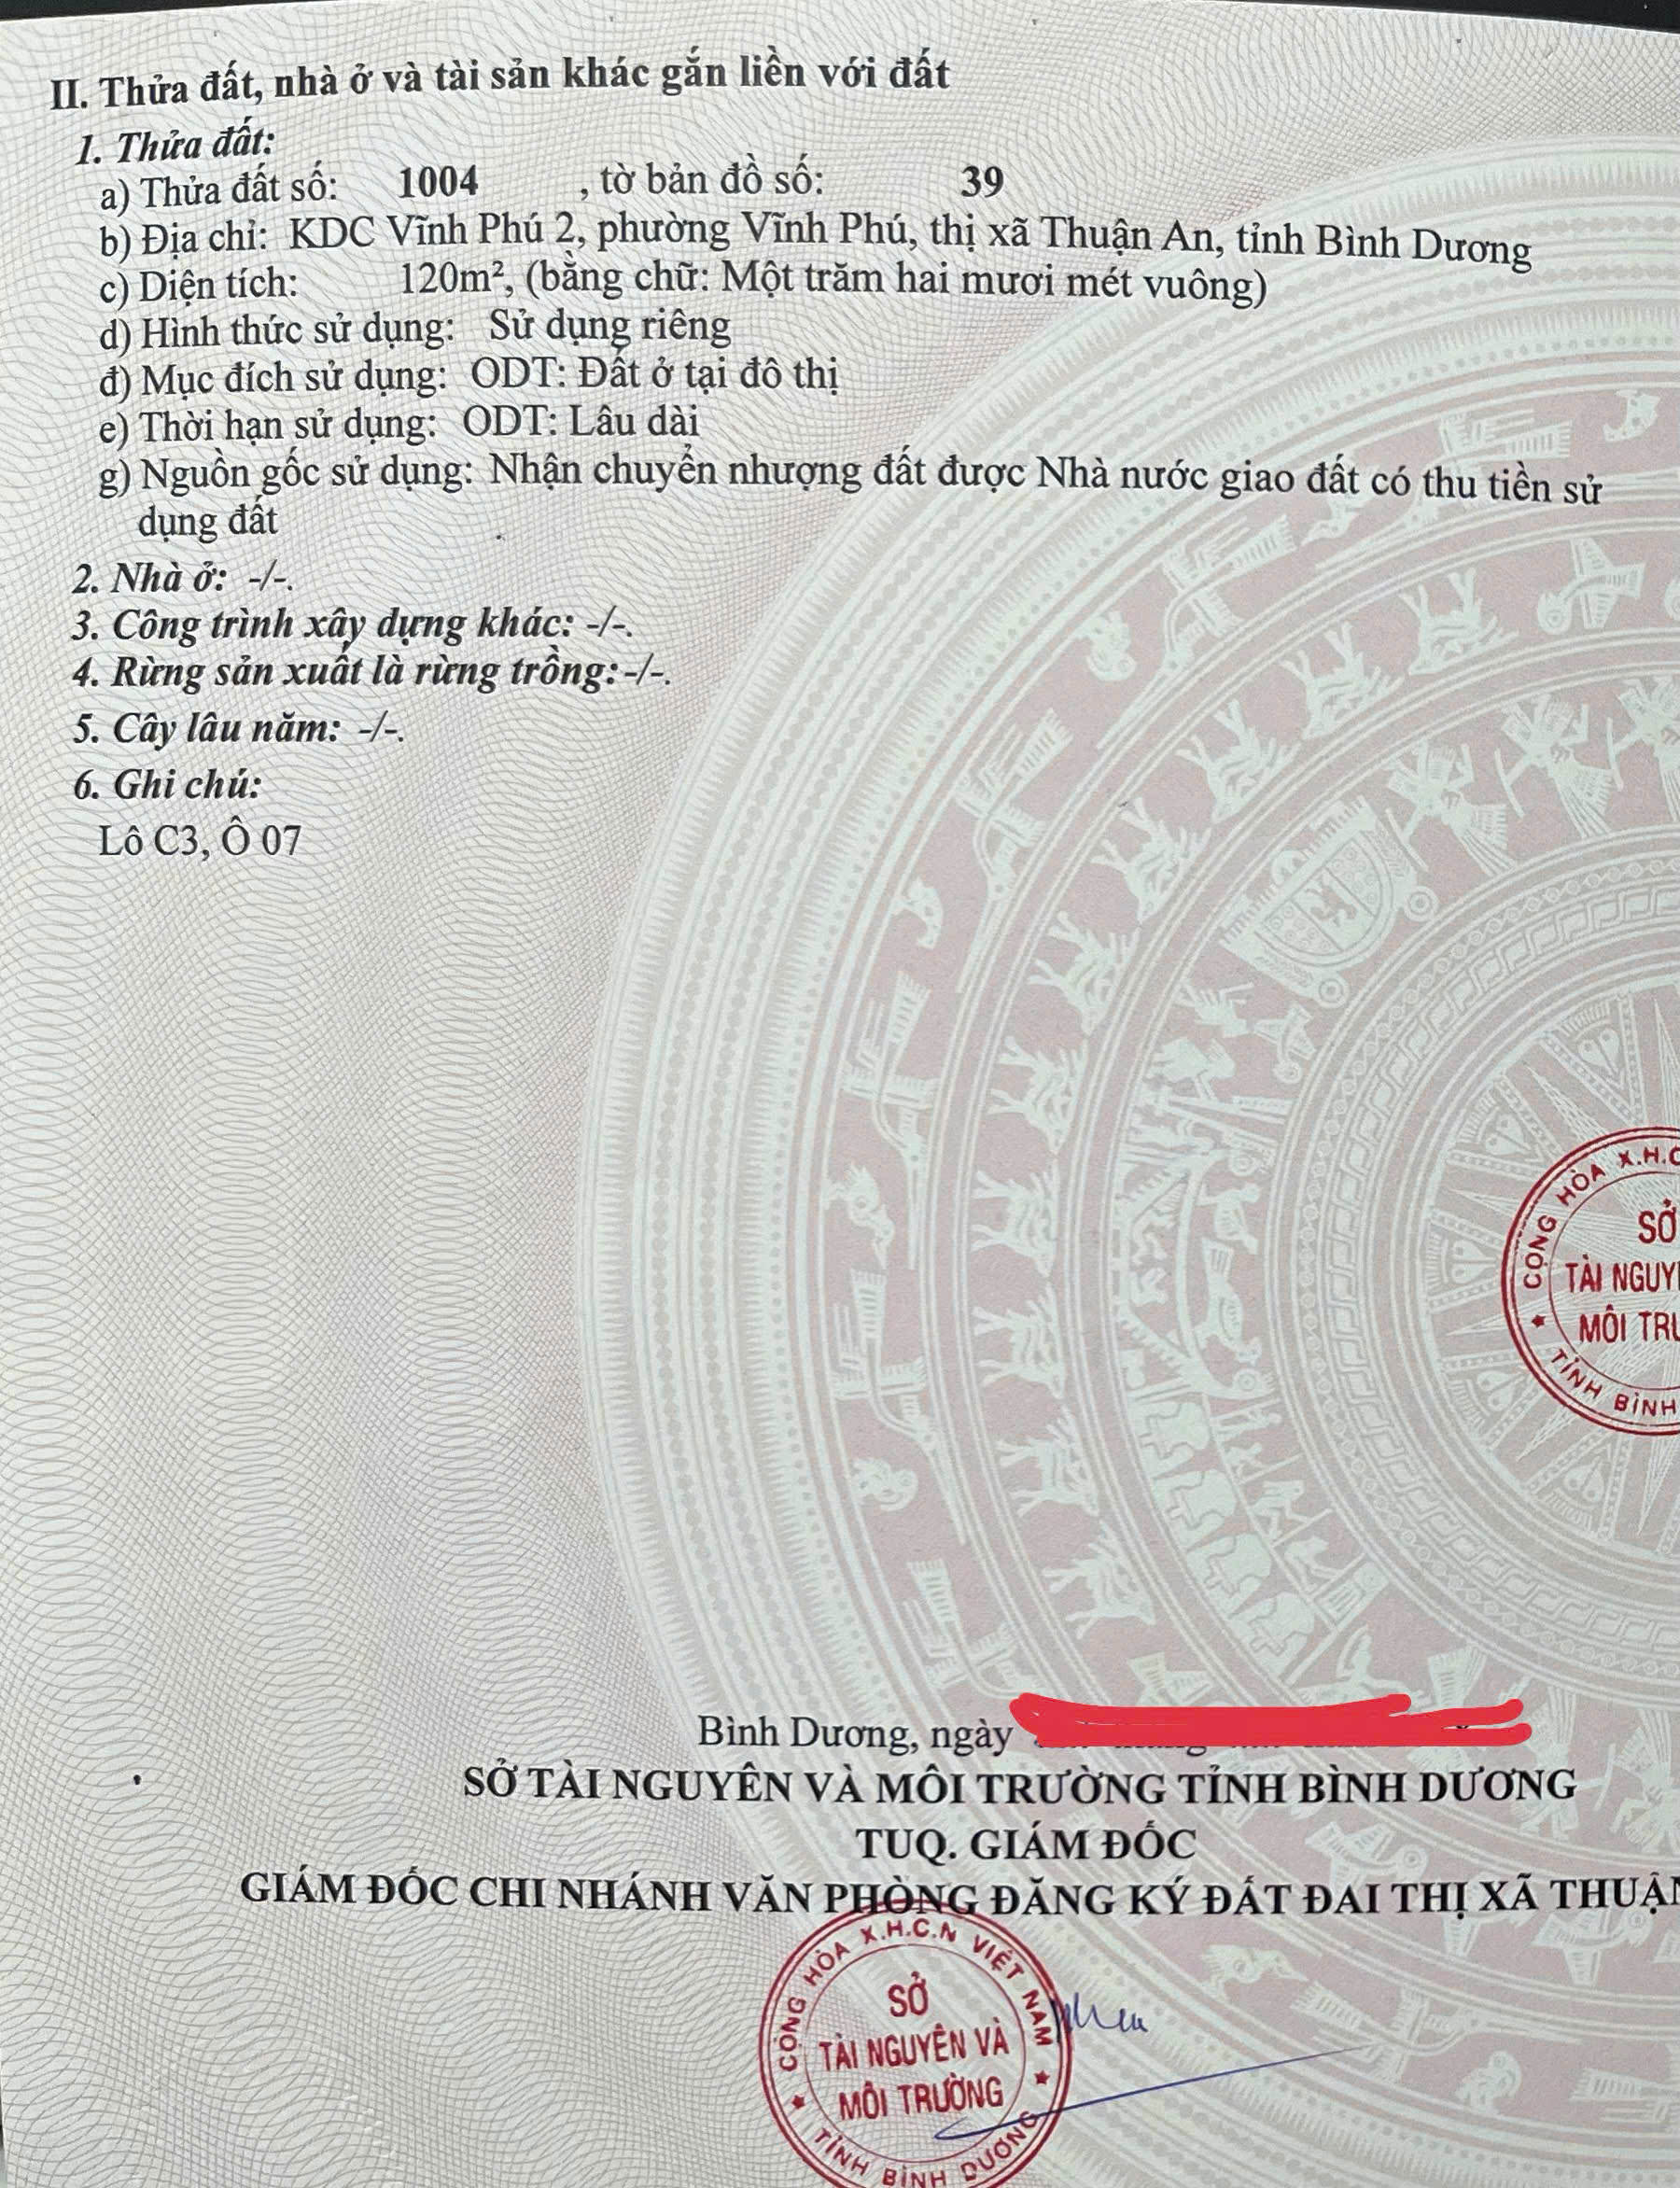 II. Thửa đất, nhà ở và tài sản khác gắn liền với đất
1. Thửa đất:
a) Thửa đất số: 1004 , tờ bản đồ số: 39
b) Địa chỉ: KDC Vĩnh Phú 2, phường Vĩnh Phú, thị xã Thuận An, tỉnh Bình Dương
c) Diện tích: 120m², (bằng chữ: Một trăm hai mươi mét vuông)
d) Hình thức sử dụng: Sử dụng riêng
đ) Mục đích sử dụng: ODT: Đất ở tại đô thị
e) Thời hạn sử dụng: ODT: Lâu dài
g) Nguồn gốc sử dụng: Nhận chuyển nhượng đất được Nhà nước giao đất có thu tiền sử
dụng đất
2. Nhà ở: -/-.
3. Công trình xây dựng khác: -/-.
4. Rừng sản xuất là rừng trồng: -/-.
5. Cây lâu năm: -/-.
6. Ghi chú:
Lô C3, Ô 07
CỘNG HÒA X.H.C
SỞ
TÀI NGUY
MÔI TRƯ
TỈNH BÌNH
Bình Dương, ngày
SỞ TÀI NGUYÊN VÀ MÔI TRƯỜNG TỈNH BÌNH DƯƠNG
TUQ. GIÁM ĐỐC
GIÁM ĐỐC CHI NHÁNH VĂN PHÒNG ĐĂNG KÝ ĐẤT ĐAI THỊ XÃ THUẬN
CỘNG HÒA X.H.C.N VIỆT NAM
SỞ
TÀI NGUYÊN VÀ
MÔI TRƯỜNG
TỈNH BÌNH DƯƠNG